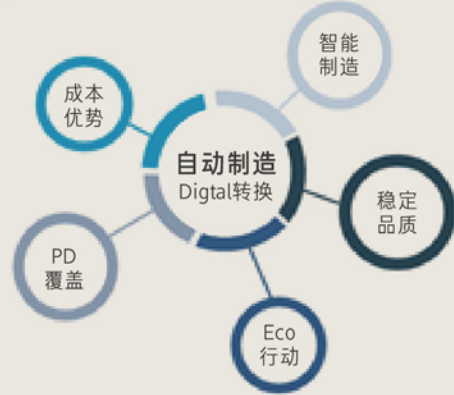 智能
制造
成本
优势
自动制造
Digtal转换
稳定
品质
PD
覆盖
Eco
行动